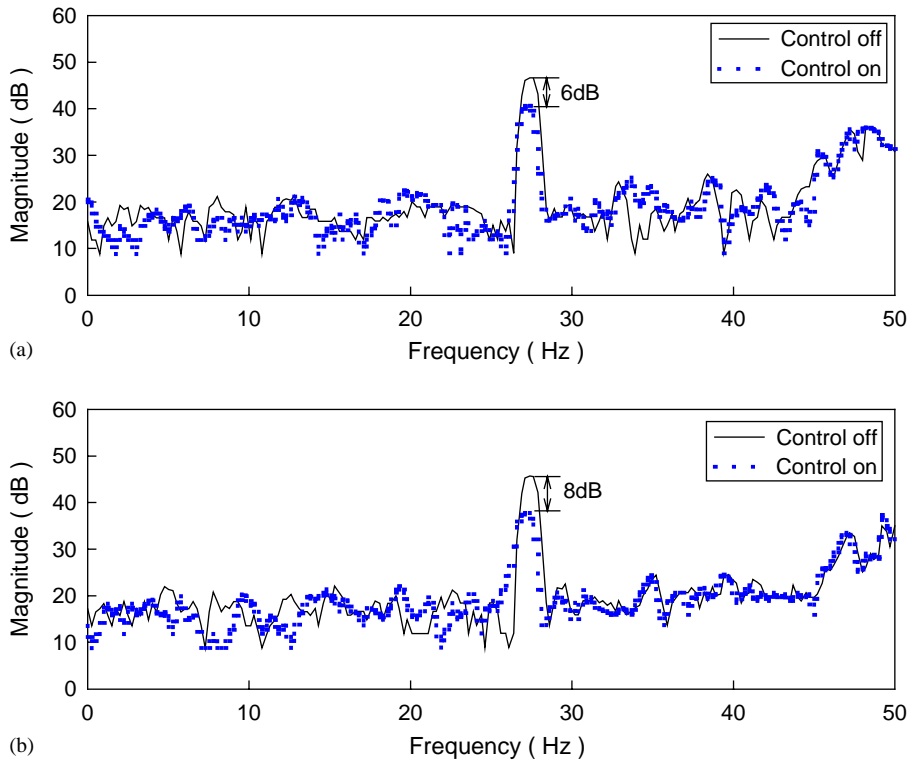 60
50
40
30
20
10
0
Magnitude ( dB )
Control off
Control on
6dB
0 10 20 30 40 50
Frequency ( Hz )
(a)
60
50
40
30
20
10
0
Magnitude ( dB )
Control off
Control on
8dB
0 10 20 30 40 50
Frequency ( Hz )
(b)